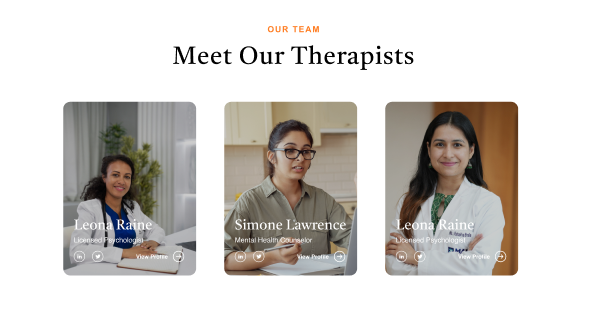 OUR TEAM
Meet Our Therapists
Leona Raine
Licensed Psychologist
in
View Profile
Simone Lawrence
Mental Health Counselor
in
View Profile
Leona Raine
Licensed Psychologist
in
View Profile